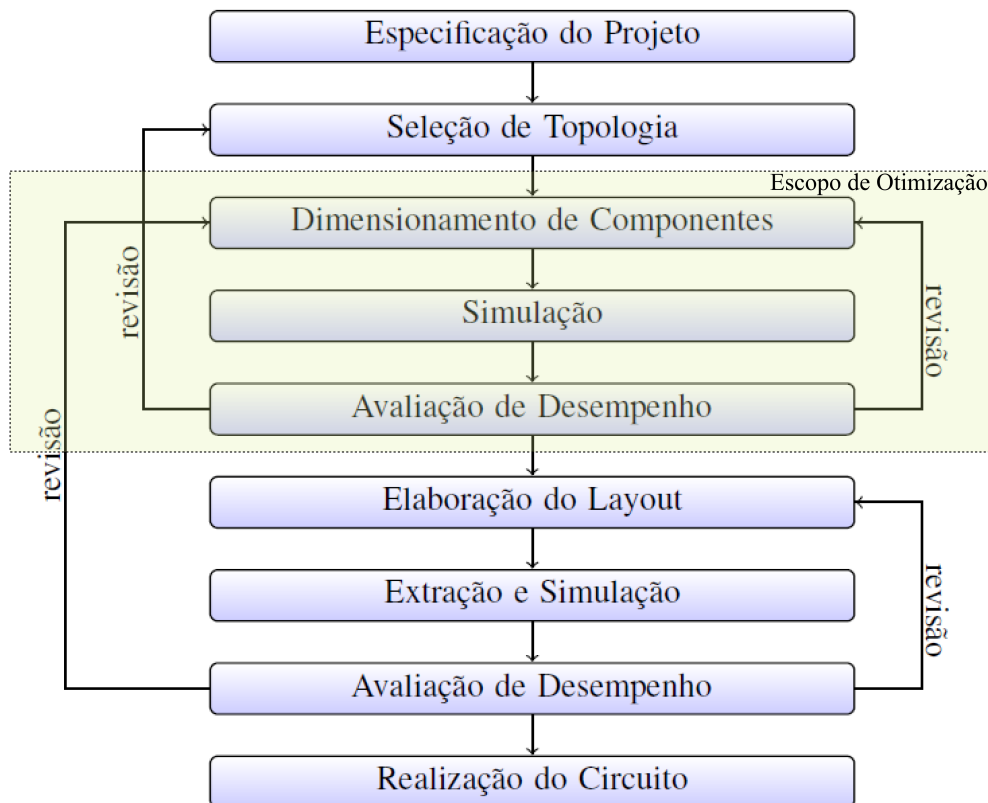 Especificação do Projeto
Seleção de Topologia
Escopo de Otimização
Dimensionamento de Componentes
revisão
Simulação
revisão
Avaliação de Desempenho
revisão
Elaboração do Layout
Extração e Simulação
revisão
Avaliação de Desempenho
Realização do Circuito